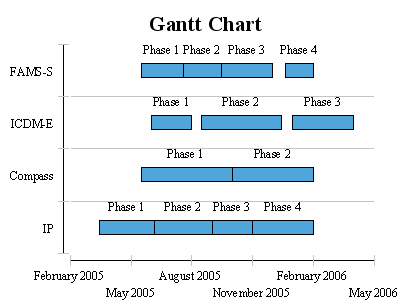 Gantt Chart
Phase 1 Phase 2 Phase 3 Phase 4
FAMS-S
Phase 1 Phase 2 Phase 3
ICDM-E
Phase 1 Phase 2
Compass
Phase 1 Phase 2 Phase 3 Phase 4
IP
February 2005 August 2005 February 2006
May 2005 November 2005 May 2006